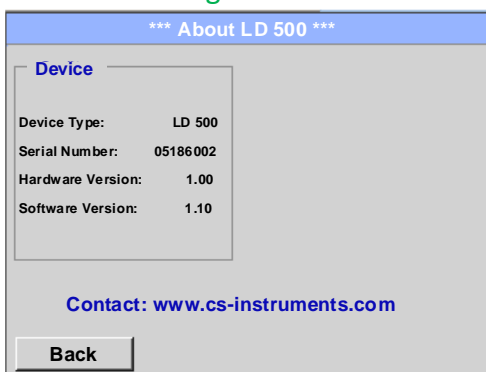 *** About LD 500 ***
Device
Device Type: LD 500
Serial Number: 05186002
Hardware Version: 1.00
Software Version: 1.10
Contact: www.cs-instruments.com
Back